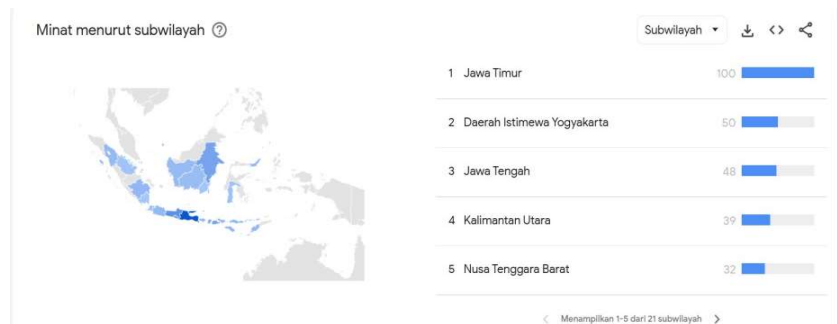 Minat menurut subwilayah
Subwilayah
1 Jawa Timur 100
2 Daerah Istimewa Yogyakarta 50
3 Jawa Tengah 48
4 Kalimantan Utara 39
5 Nusa Tenggara Barat 32
Menampilkan 1-5 dari 21 subwilayah